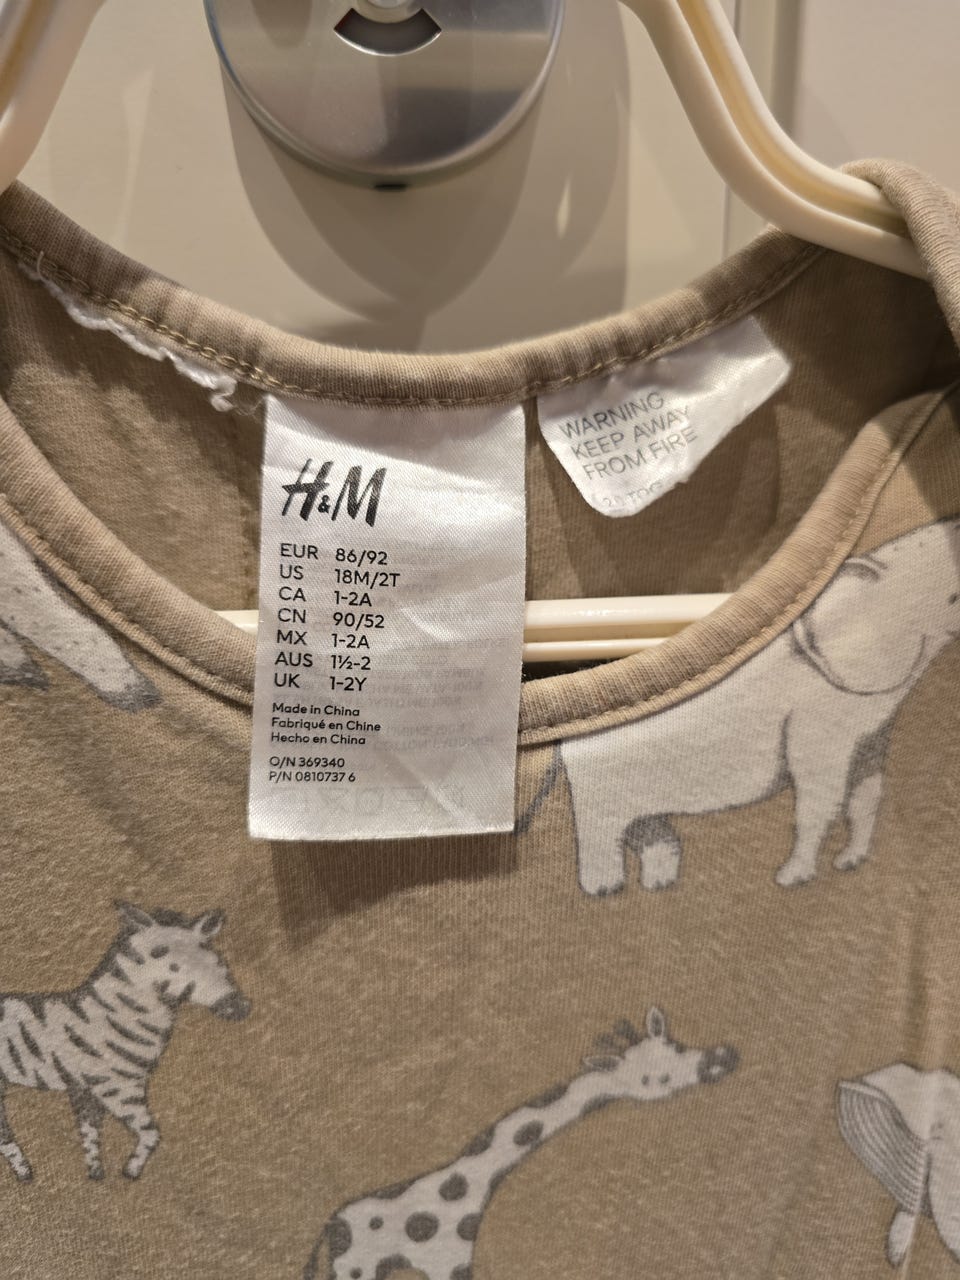 H&M
EUR 86/92
US 18M/2T
CA 1-2A
CN 90/52
MX 1-2A
AUS 1½-2
UK 1-2Y
Made in China
Fabriqué en Chine
Hecho en China
O/N 369340
P/N 0810737 6
WARNING
KEEP AWAY
FROM FIRE